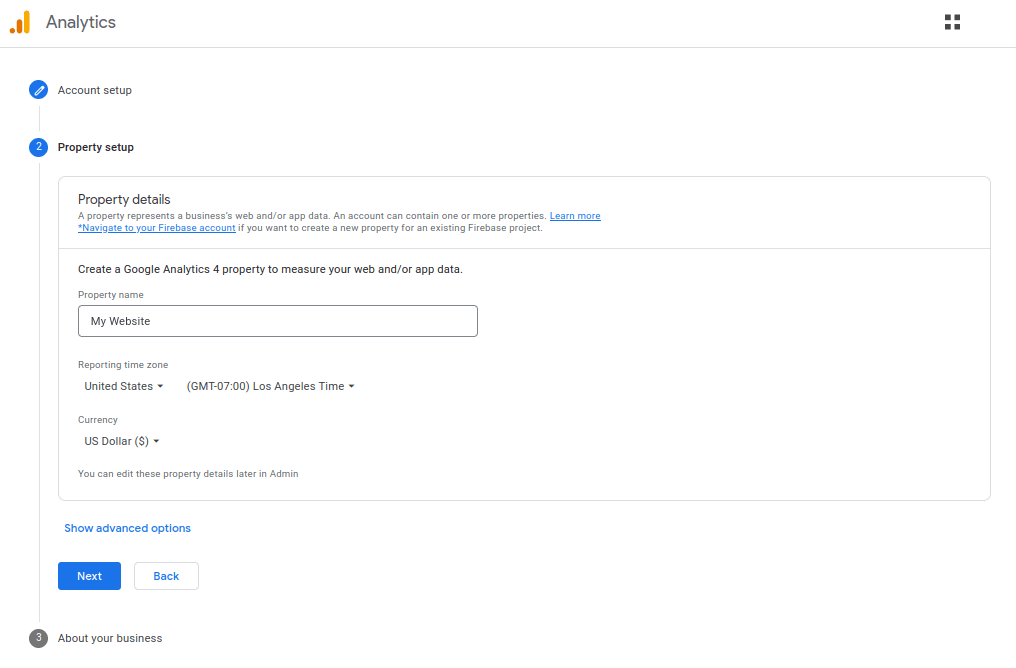 Analytics
Account setup
2 Property setup
Property details
A property represents a business's web and/or app data. An account can contain one or more properties. Learn more
*Navigate to your Firebase account if you want to create a new property for an existing Firebase project.
Create a Google Analytics 4 property to measure your web and/or app data.
Property name
My Website
Reporting time zone
United States (GMT-07:00) Los Angeles Time
Currency
US Dollar ($)
You can edit these property details later in Admin
Show advanced options
Next Back
3 About your business